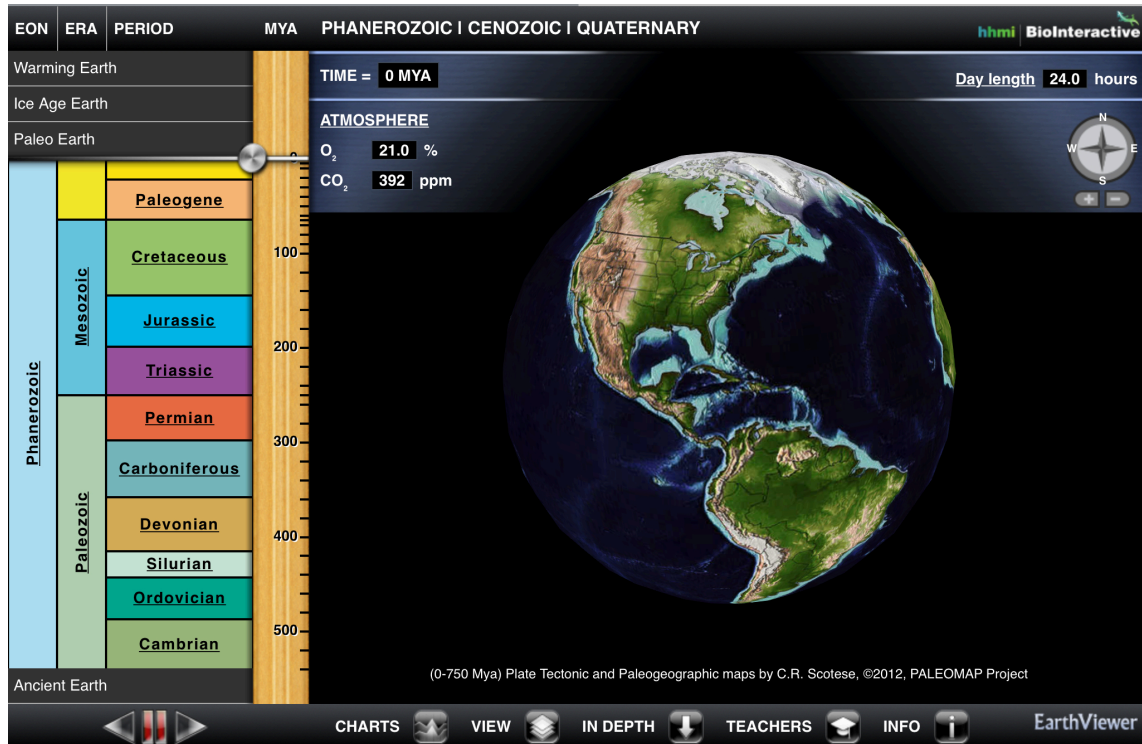 EON ERA PERIOD MYA PHANEROZOIC | CENOZOIC | QUATERNARY hhmi BioInteractive
Warming Earth
Ice Age Earth
Paleo Earth
TIME = 0 MYA
Day length 24.0 hours
ATMOSPHERE
O2 21.0 %
CO2 392 ppm
N
W E
S
0
Phanerozoic
Mesozoic
Paleozoic
Paleogene
Cretaceous
100
Jurassic
200
Triassic
Permian
300
Carboniferous
Devonian
400
Silurian
Ordovician
500
Cambrian
Ancient Earth
(0-750 Mya) Plate Tectonic and Paleogeographic maps by C.R. Scotese, ©2012, PALEOMAP Project
CHARTS VIEW IN DEPTH TEACHERS INFO i EarthViewer